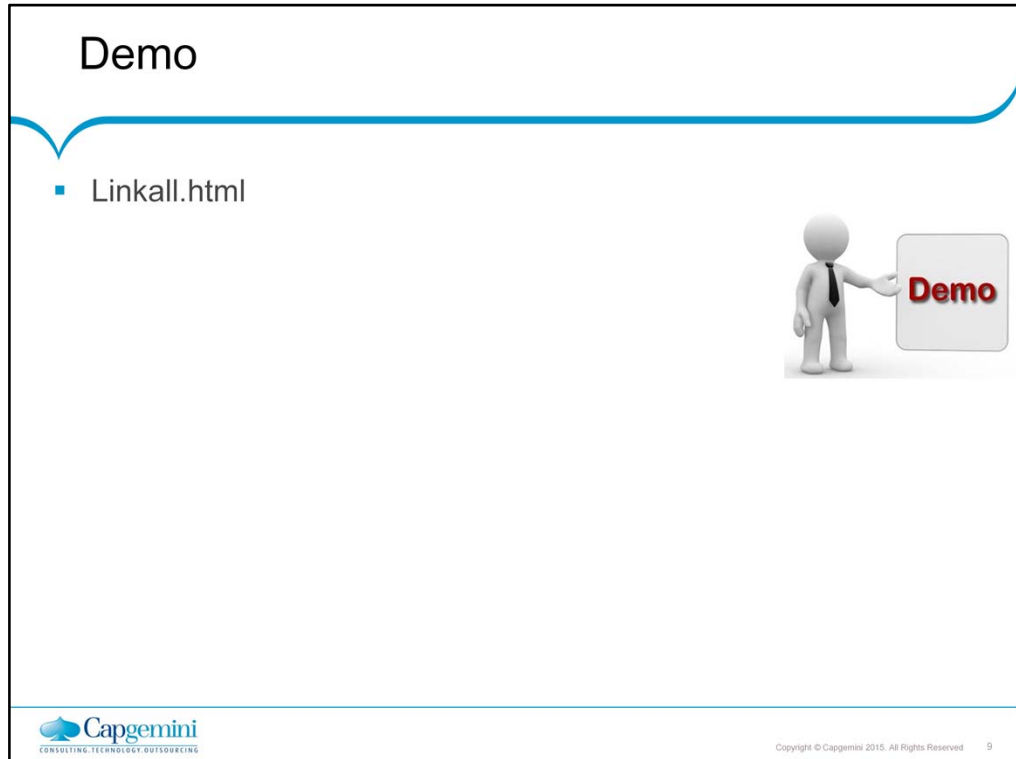 Demo
Linkall.html
Demo
Capgemini
CONSULTING.TECHNOLOGY.OUTSOURCING
Copyright © Capgemini 2015. All Rights Reserved 9